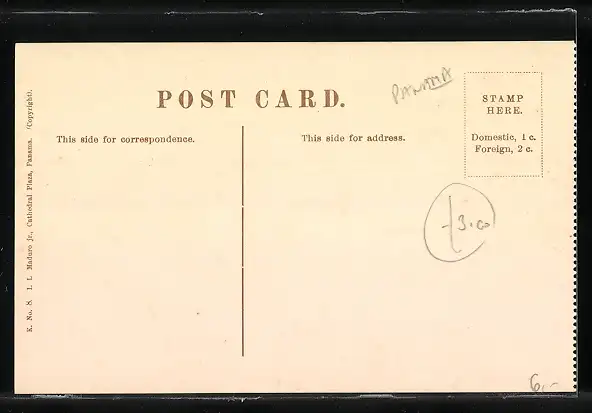 POST CARD.
PANAMA
STAMP
HERE.
Domestic, 1 c.
Foreign, 2 c.
This side for correspondence.
This side for address.
3.00
6,-
K. No. 8. I. L. Maduro Jr., Cathedral Plaza, Panama. (Copyright).